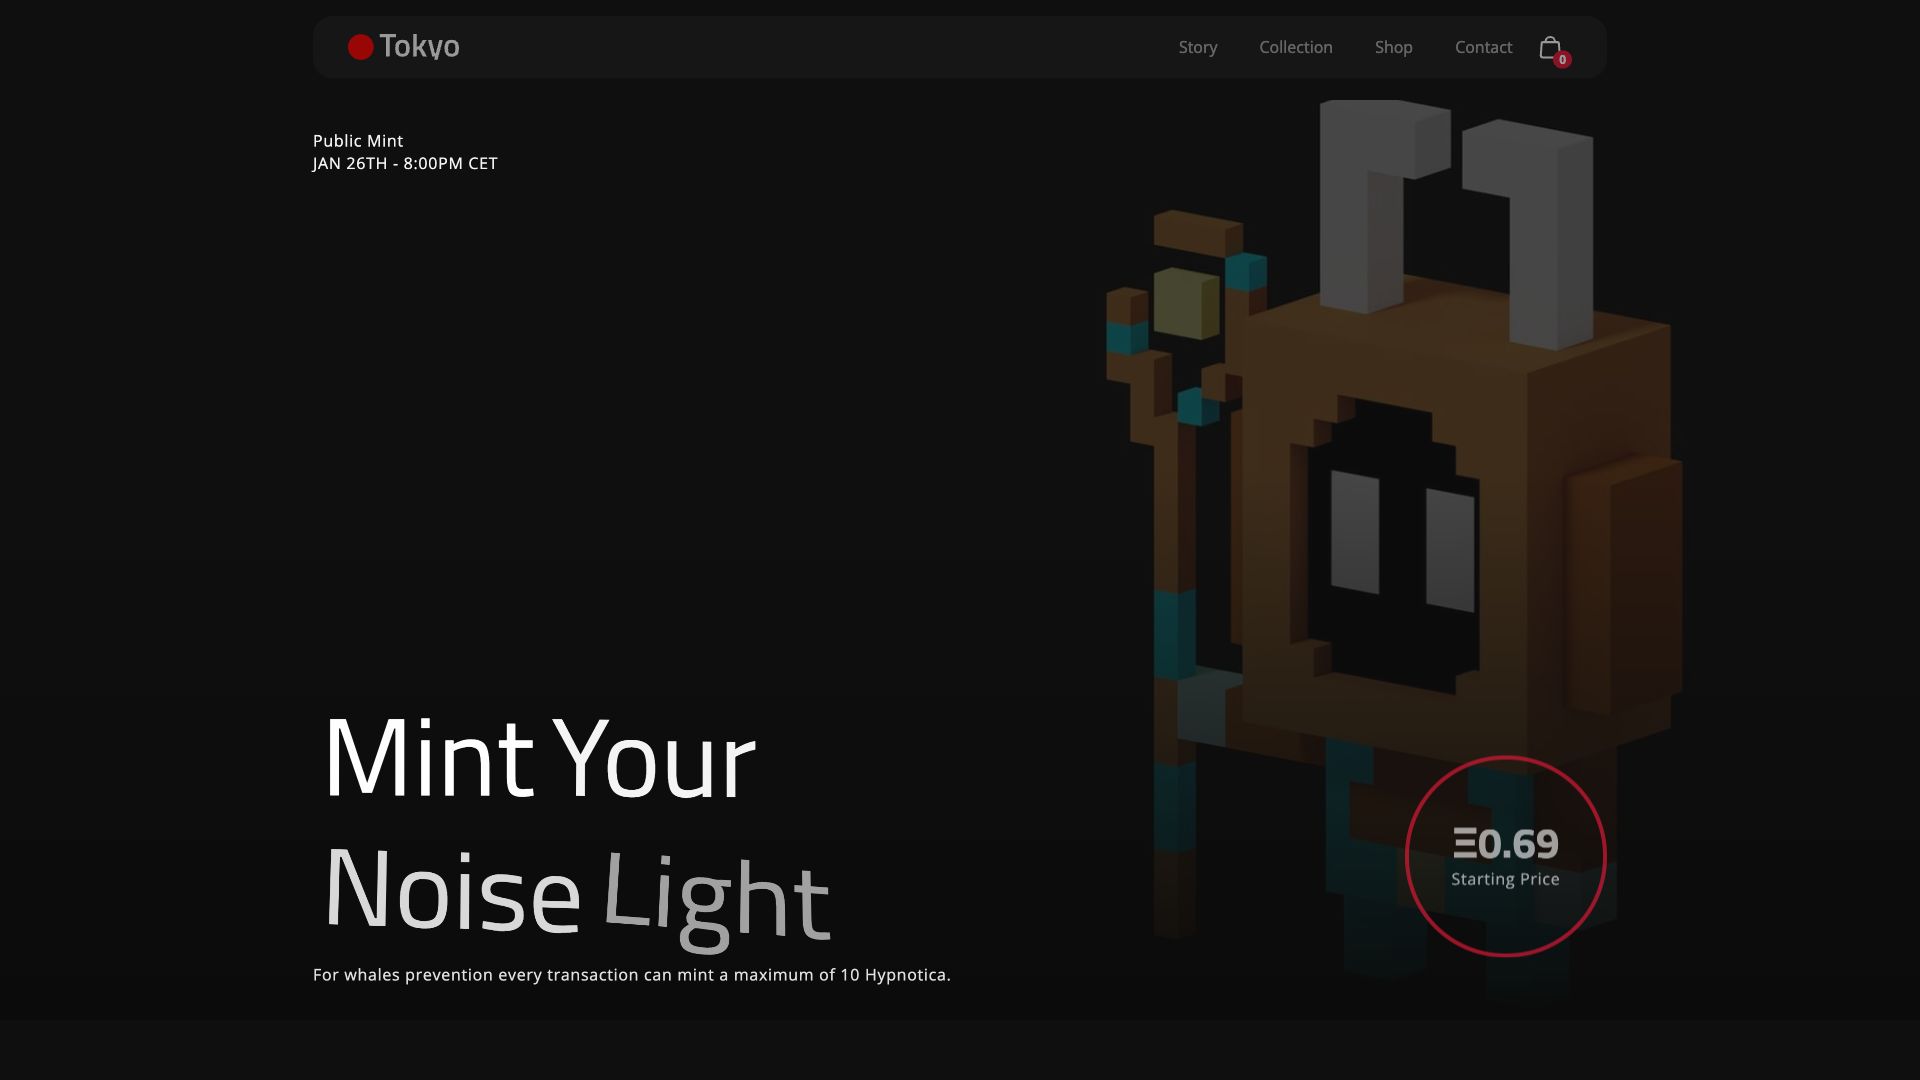 Tokyo
Story
Collection
Shop
Contact
0
Public Mint
JAN 26TH - 8:00PM CET
Mint Your
Noise Light
For whales prevention every transaction can mint a maximum of 10 Hypnotica.
Ξ0.69
Starting Price